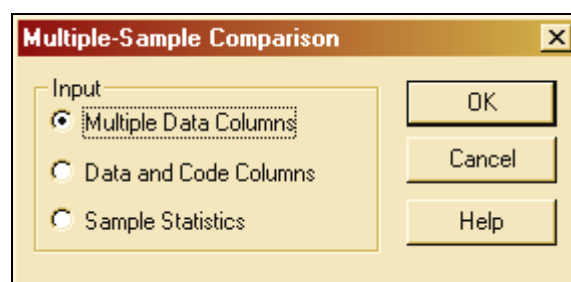 Multiple-Sample Comparison
Input
Multiple Data Columns
Data and Code Columns
Sample Statistics
OK
Cancel
Help